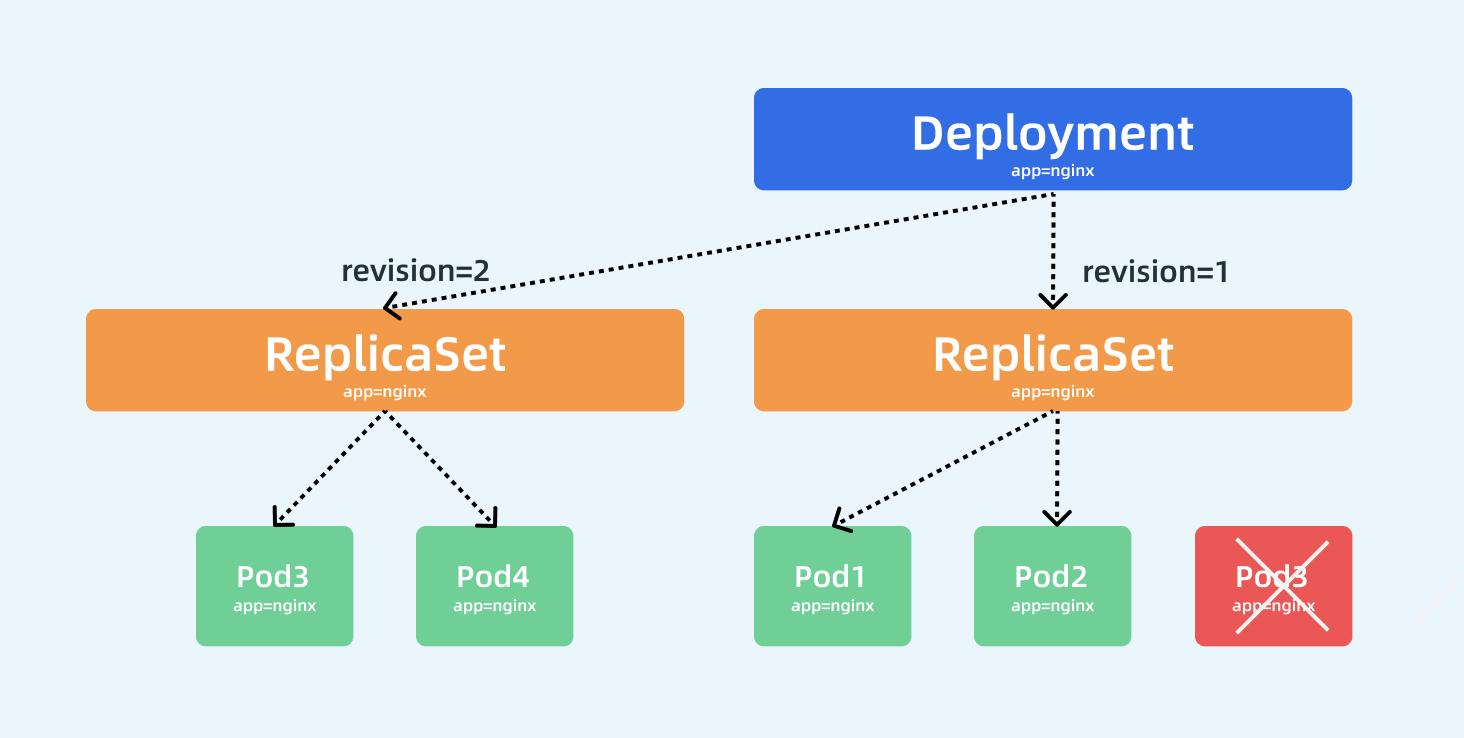 Deployment
app=nginx
revision=2
revision=1
ReplicaSet
app=nginx
ReplicaSet
app=nginx
Pod3
app=nginx
Pod4
app=nginx
Pod1
app=nginx
Pod2
app=nginx
Pod3
app=nginx